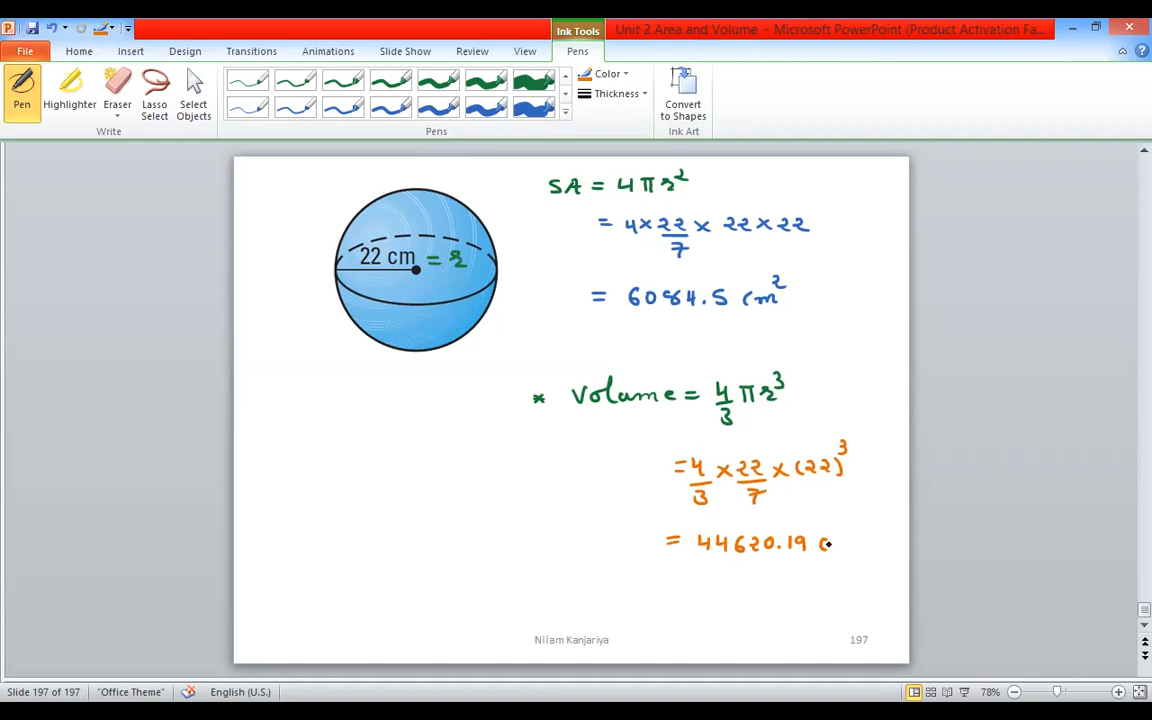 Ink Tools
Unit 2 Area and Volume - Microsoft PowerPoint (Product Activation Fa...
File Home Insert Design Transitions Animations Slide Show Review View Pens
Pen Highlighter Eraser Lasso Select Select Objects
Color
Thickness
Convert to Shapes
Write Pens Ink Art
SA = 4πr²
= 4 × 22/7 × 22 × 22
22 cm = r
= 6084.5 cm²
* Volume = 4/3 πr³
= 4/3 × 22/7 × (22)³
= 44620.19 c
Nilam Kanjariya 197
Slide 197 of 197 "Office Theme" English (U.S.) 78%